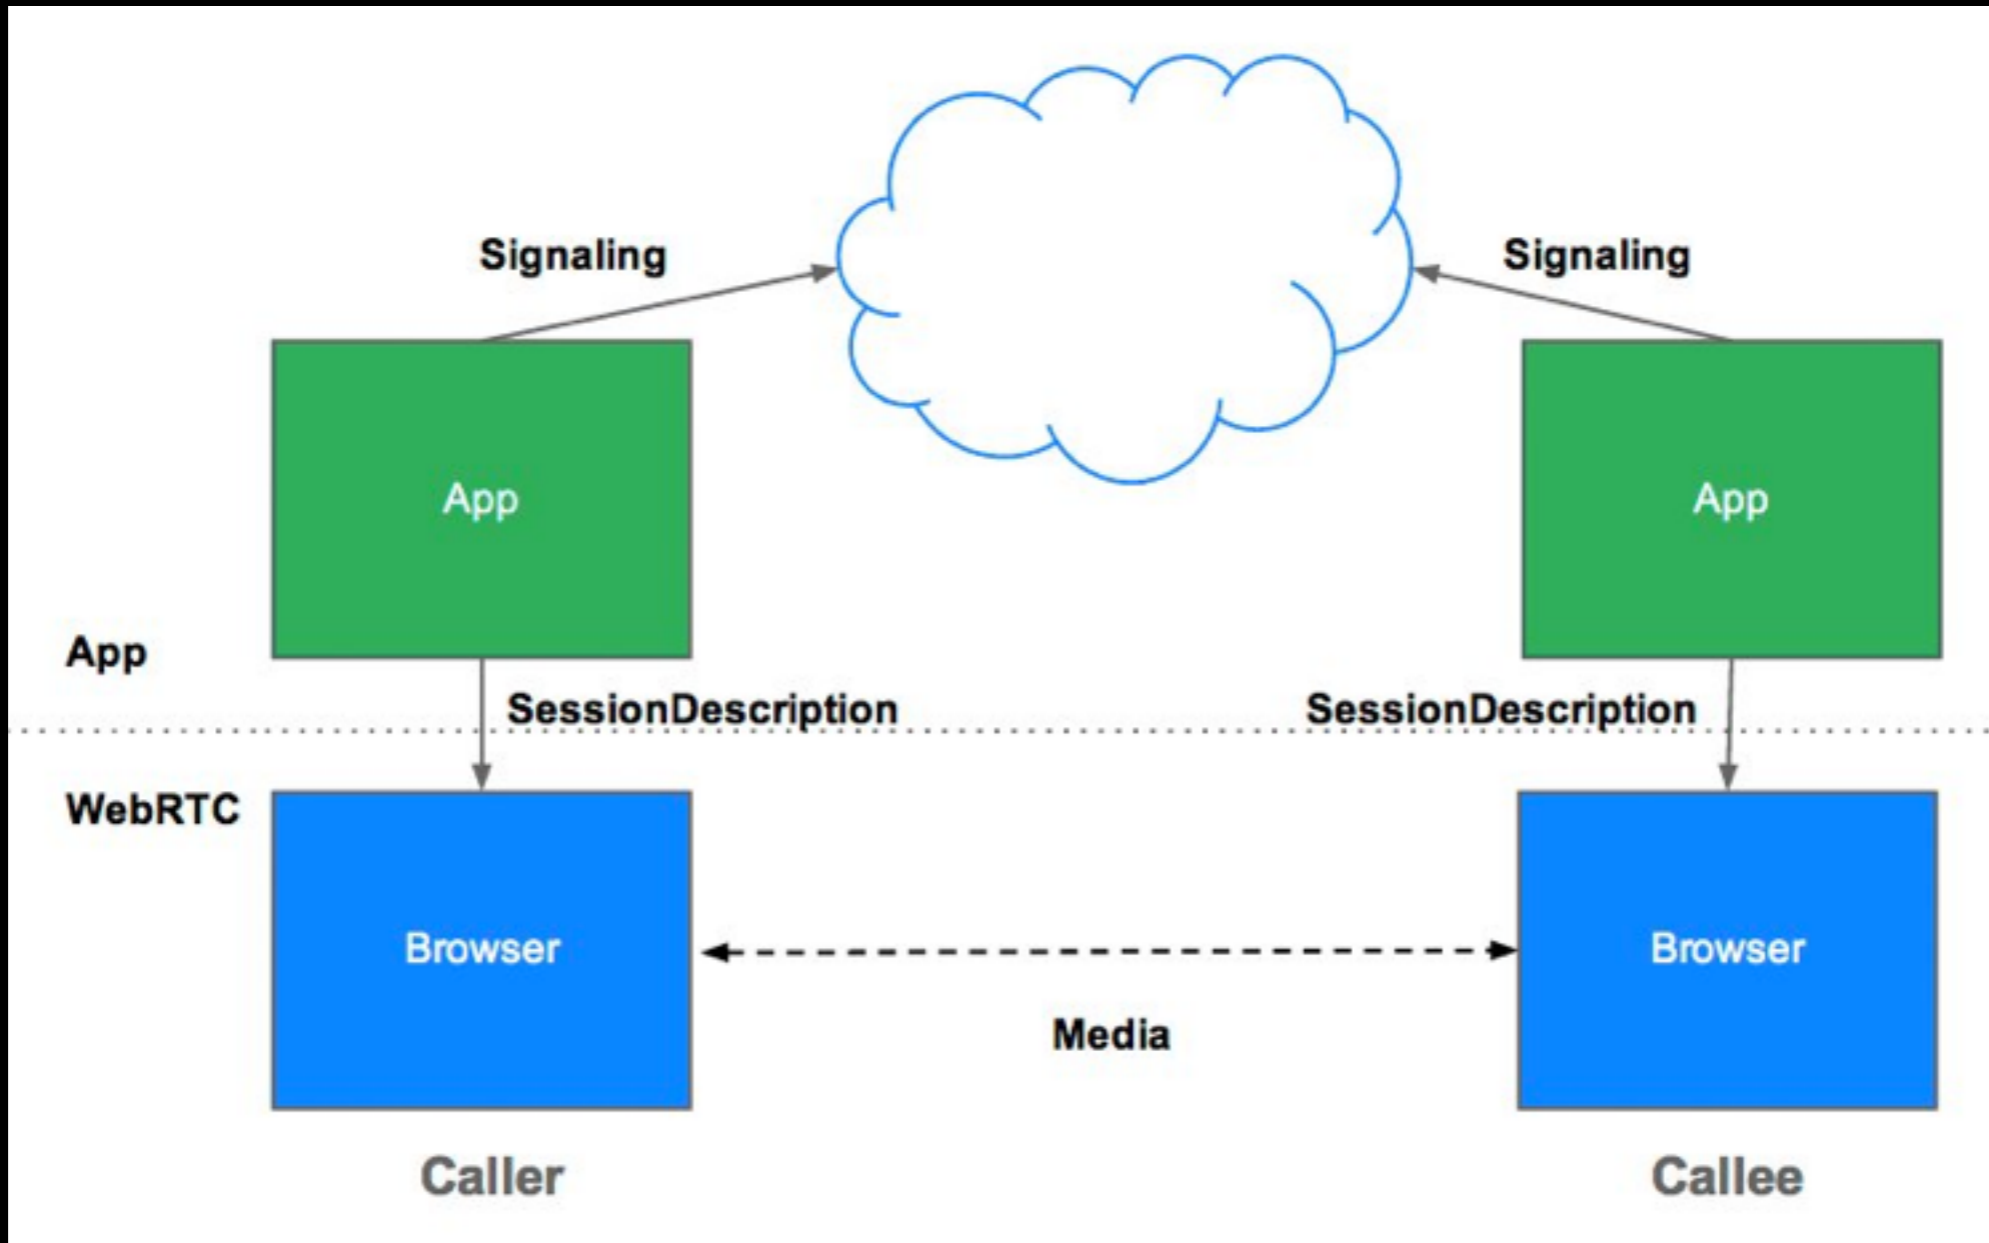 Signaling
Signaling
App
App
App
SessionDescription
SessionDescription
WebRTC
Browser
Browser
Media
Caller
Callee